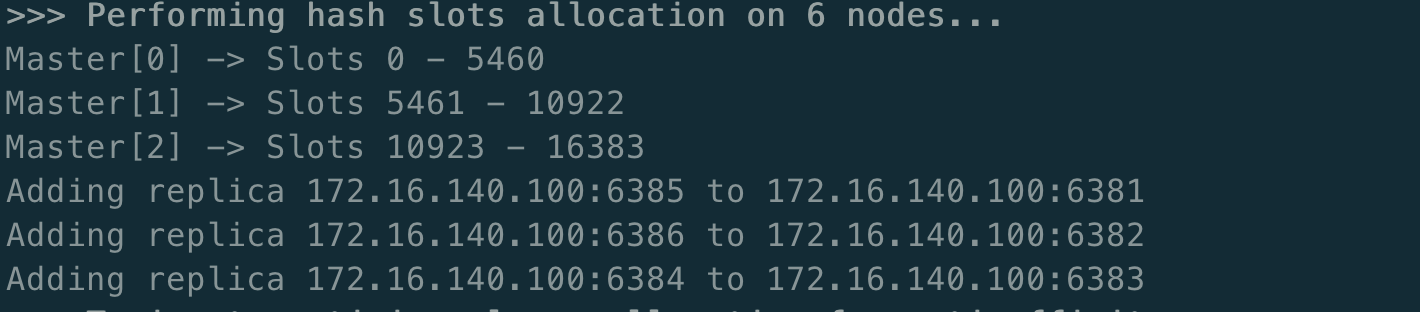 >>> Performing hash slots allocation on 6 nodes...
Master[0] -> Slots 0 - 5460
Master[1] -> Slots 5461 - 10922
Master[2] -> Slots 10923 - 16383
Adding replica 172.16.140.100:6385 to 172.16.140.100:6381
Adding replica 172.16.140.100:6386 to 172.16.140.100:6382
Adding replica 172.16.140.100:6384 to 172.16.140.100:6383